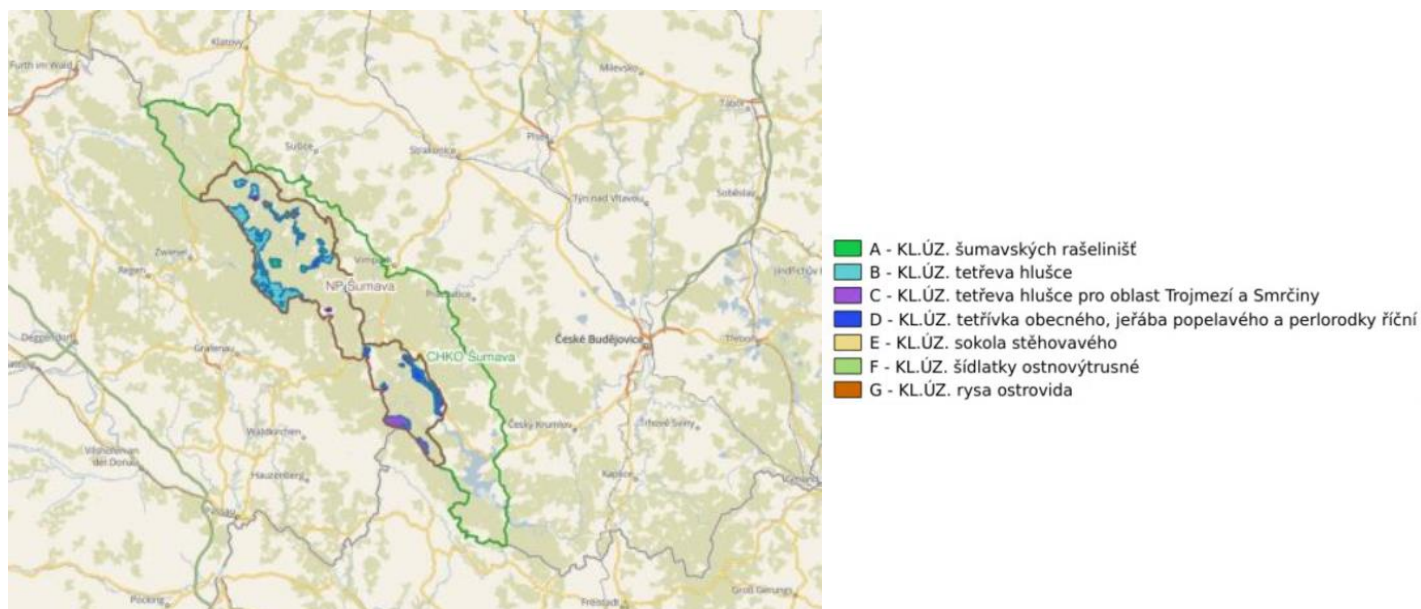 Klatovy
Furth im Wald
Milevsko
Tábor
Písek
Sušice
Strakonice
Týn nad Vltavou
Soběslav
Zwiesel
Regen
Vimperk
NP Šumava
Prachatice
Deggendorf
Grafenau
CHKO Šumava
České Budějovice
Třeboň
Waldkirchen
Český Krumlov
Trhové Sviny
Vilshofen an
der Donau
Hauzenberg
Kaplice
Passau
Pocking
Freistadt
Groß Gerungs
A - KL.ÚZ. šumavských rašelinišť
B - KL.ÚZ. tetřeva hlušce
C - KL.ÚZ. tetřeva hlušce pro oblast Trojmezí a Smrčiny
D - KL.ÚZ. tetřívka obecného, jeřába popelavého a perlorodky říční
E - KL.ÚZ. sokola stěhovavého
F - KL.ÚZ. šídlatky ostnovýtrusné
G - KL.ÚZ. rysa ostrovida